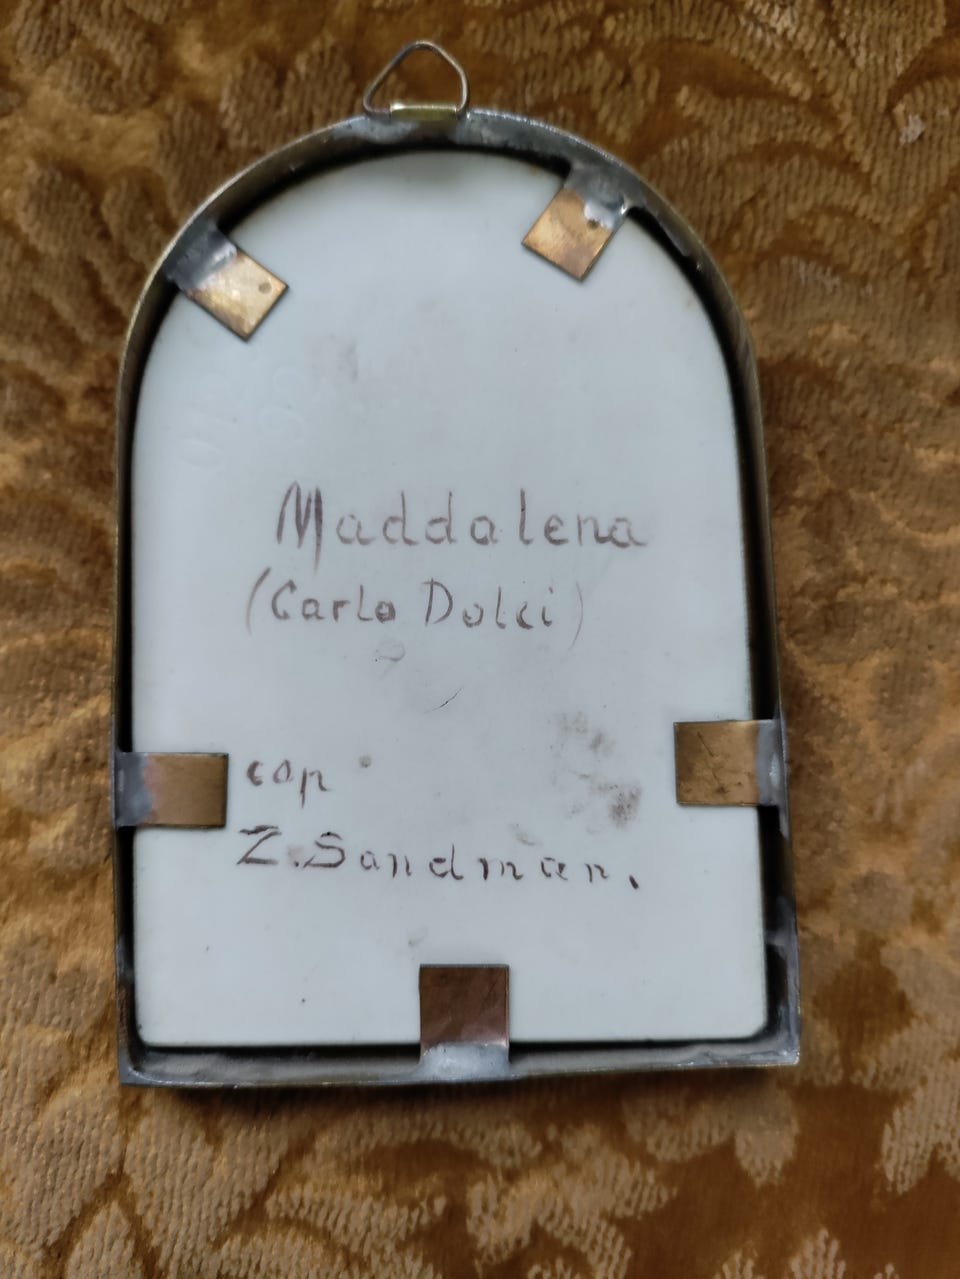 Maddalena
(Carlo Dolci)
cop
Z. Sandman.